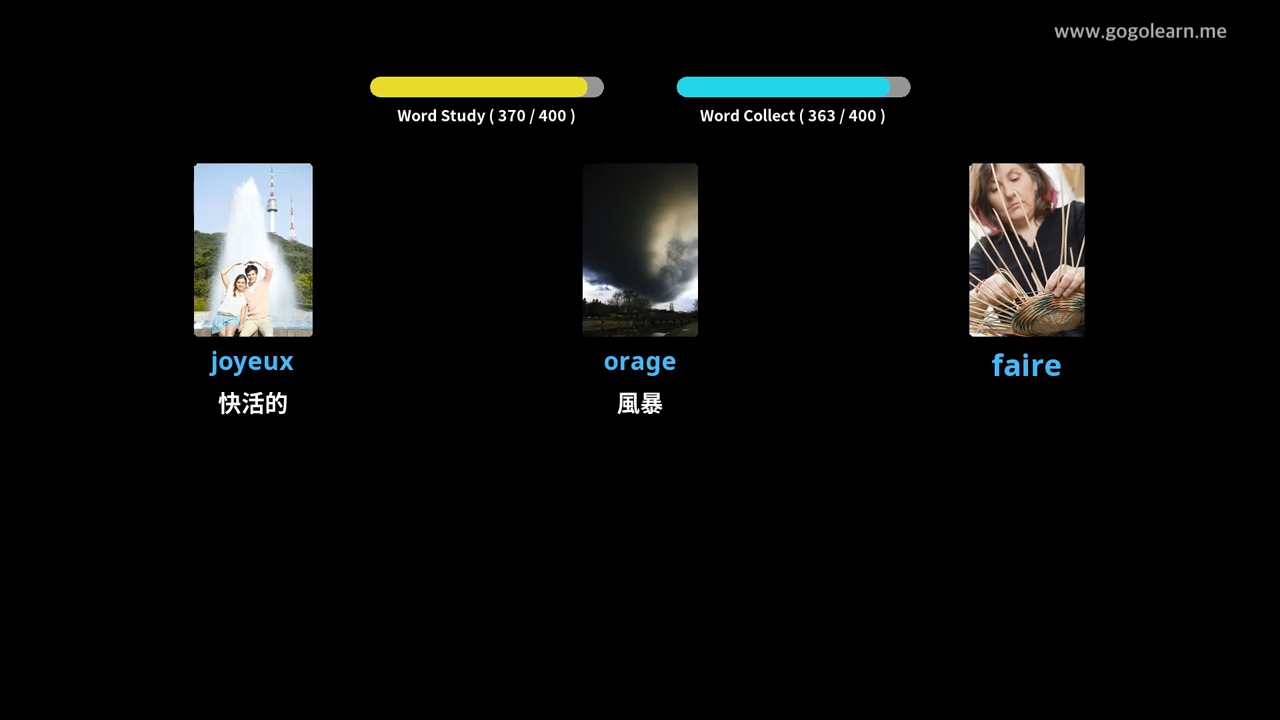 www.gogolearn.me
Word Study ( 370 / 400 )
Word Collect ( 363 / 400 )
joyeux
快活的
orage
風暴
faire